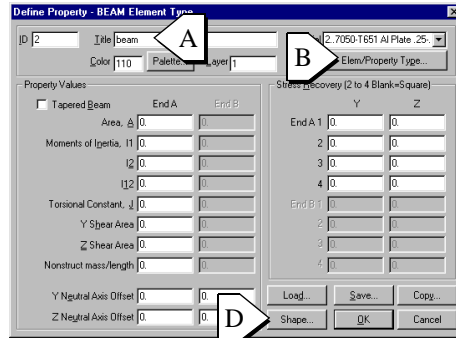 Define Property - BEAM Element Type
ID 2 Title beam A 2..7050-T651 Al Plate .25-.
Color 110 Palette... Layer 1 B Elem/Property Type...
Property Values
Tapered Beam End A End B
Area, A 0. 0.
Moments of Inertia, I1 0. 0.
I2 0. 0.
I12 0. 0.
Torsional Constant, J 0. 0.
Y Shear Area 0. 0.
Z Shear Area 0. 0.
Nonstruct mass/length 0. 0.
Y Neutral Axis Offset 0. 0.
Z Neutral Axis Offset 0. 0.
Stress Recovery (2 to 4 Blank=Square)
Y Z
End A 1 0. 0.
2 0. 0.
3 0. 0.
4 0. 0.
End B 1 0. 0.
2 0. 0.
3 0. 0.
4 0. 0.
Load... Save... Copy...
D Shape... OK Cancel